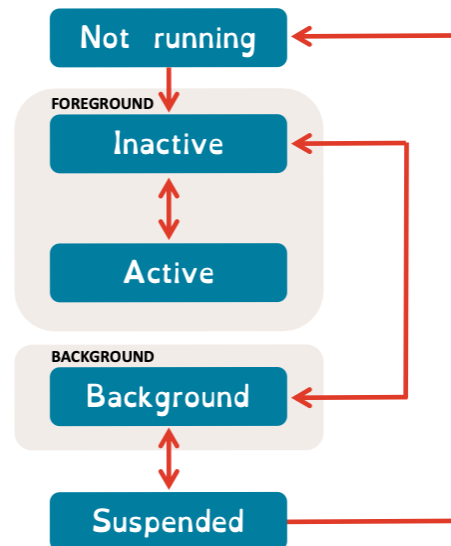 Not running
FOREGROUND
Inactive
Active
BACKGROUND
Background
Suspended